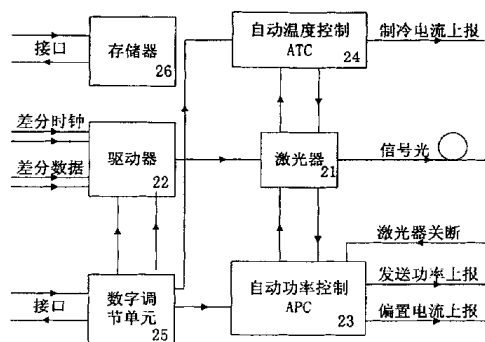 接口
存储器
26
自动温度控制
ATC
24
制冷电流上报
差分时钟
差分数据
驱动器
22
激光器
21
信号光
激光器关断
发送功率上报
偏置电流上报
自动功率控制
APC
23
接口
数字调
节单元
25